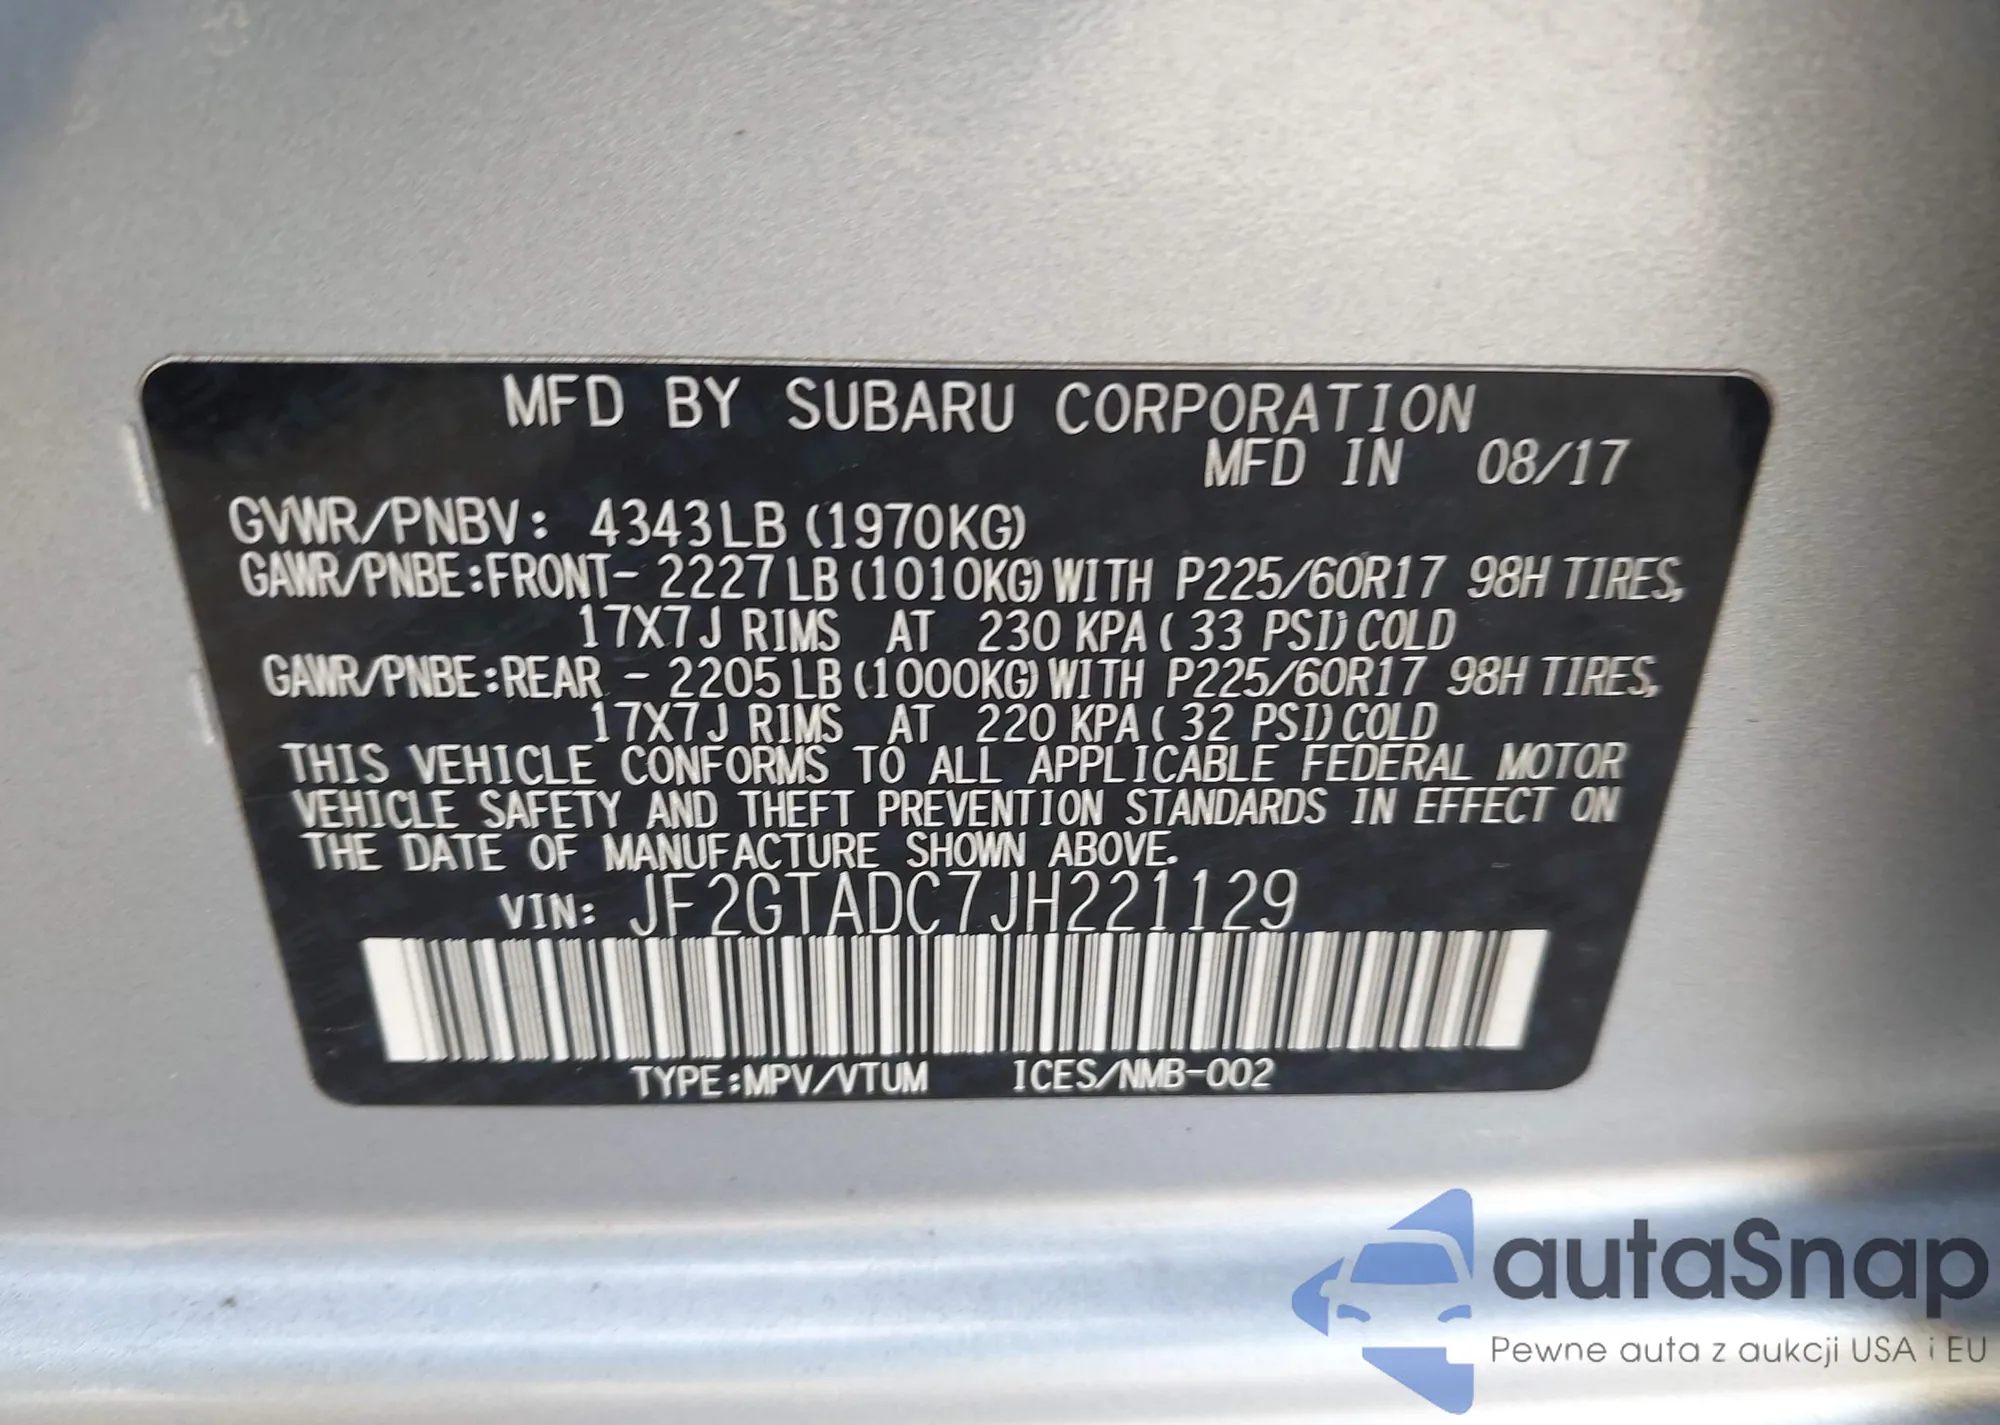 MFD BY SUBARU CORPORATION
MFD IN 08/17
GVWR/PNBV: 4343LB (1970KG)
GAWR/PNBE:FRONT- 2227LB (1010KG) WITH P225/60R17 98H TIRES,
17X7J RIMS AT 230 KPA ( 33 PSI) COLD
GAWR/PNBE:REAR - 2205LB (1000KG) WITH P225/60R17 98H TIRES,
17X7J RIMS AT 220 KPA ( 32 PSI) COLD
THIS VEHICLE CONFORMS TO ALL APPLICABLE FEDERAL MOTOR
VEHICLE SAFETY AND THEFT PREVENTION STANDARDS IN EFFECT ON
THE DATE OF MANUFACTURE SHOWN ABOVE.
VIN: JF2GTADC7JH221129
TYPE:MPV/VTUM ICES/NMB-002
autaSnap
Pewne auta z aukcji USA i EU